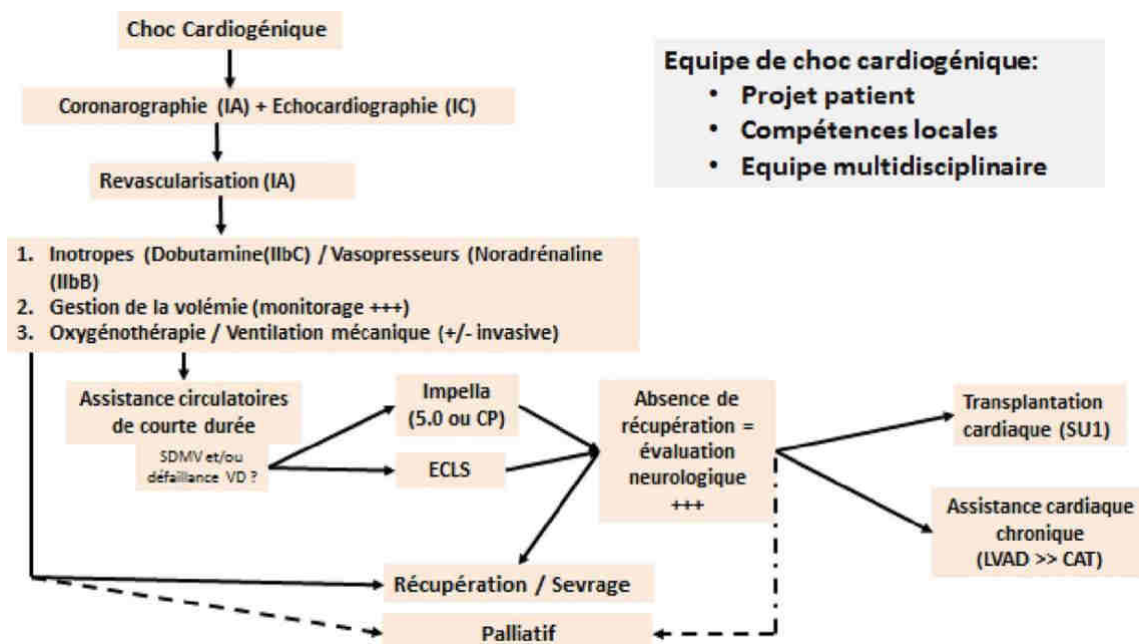 Choc Cardiogénique
Equipe de choc cardiogénique:
• Projet patient
• Compétences locales
• Equipe multidisciplinaire
Coronarographie (IA) + Echocardiographie (IC)
Revascularisation (IA)
1. Inotropes (Dobutamine(IIbC) / Vasopresseurs (Noradrénaline
(IIbB)
2. Gestion de la volémie (monitorage +++)
3. Oxygénothérapie / Ventilation mécanique (+/- invasive)
Assistance circulatoires
de courte durée
SDMV et/ou
défaillance VD ?
Impella
(5.0 ou CP)
ECLS
Absence de
récupération =
évaluation
neurologique
+++
Transplantation
cardiaque (SU1)
Assistance cardiaque
chronique
(LVAD >> CAT)
Récupération / Sevrage
Palliatif